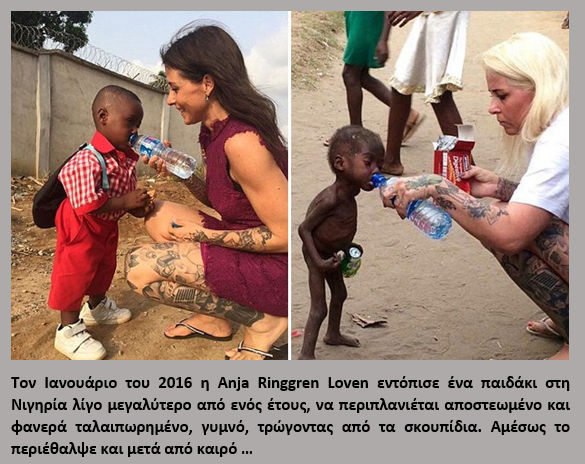 Τον Ιανουάριο του 2016 η Anja Ringgren Loven εντόπισε ένα παιδάκι στη
Νιγηρία λίγο μεγαλύτερο από ενός έτους, να περιπλανιέται αποστεωμένο και
φανερά ταλαιπωρημένο, γυμνό, τρώγοντας από τα σκουπίδια. Αμέσως το
περιέθαλψε και μετά από καιρό ...